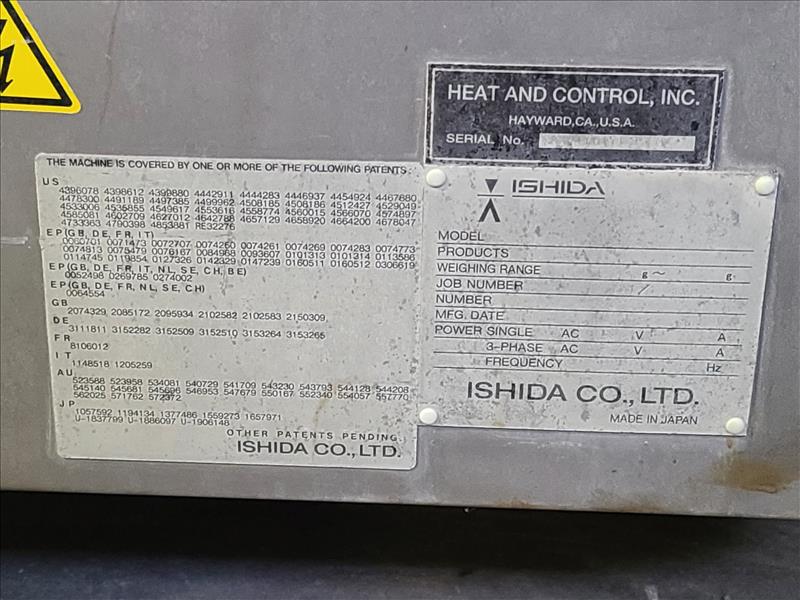 HEAT AND CONTROL, INC.
HAYWARD, CA., U.S.A.
SERIAL No.
THE MACHINE IS COVERED BY ONE OR MORE OF THE FOLLOWING PATENTS:
US
4396078 4398612 4399880 4442911 4444283 4446937 4454924 4467880
4478300 4491189 4497385 4499962 4508185 4508186 4512427 4529049
4533006 4535855 4549617 4553616 4558774 4560015 4566070 4574897
4585081 4602709 4627012 4642788 4657129 4658920 4664200 4678047
4733363 4790398 4853881 RE32276
EP(GB, DE, FR, IT)
0060701 0071473 0072707 0074260 0074261 0074269 0074283 0074773
0074813 0075479 0076167 0084968 0093607 0101313 0101314 0113586
0114745 0119854 0127326 0142329 0147239 0160511 0160512 0306619
EP(GB, DE, FR, IT, NL, SE, CH, BE)
0052498 0269785 0274002
EP(GB, DE, FR, NL, SE, CH)
0064554
GB
2074329, 2085172, 2095934 2102582 2102583 2150309,
DE
3111811 3152282 3152509 3152510 3153264 3153265
FR
8106012
IT
1148518 1205259
AU
523588 523958 534081 540729 541709 543230 543793 544128 544208
545140 545681 545696 546953 547679 550167 552340 554057 557770
562025 571762 572372
JP
1057592 1194134 1377486 1559273 1657971
U-1837799 U-1886097 U-1906148
OTHER PATENTS PENDING.
ISHIDA CO., LTD.
ISHIDA
MODEL
PRODUCTS
WEIGHING RANGE g~ g
JOB NUMBER /
NUMBER
MFG. DATE
POWER SINGLE AC V A
3-PHASE AC V A
FREQUENCY Hz
ISHIDA CO., LTD.
MADE IN JAPAN